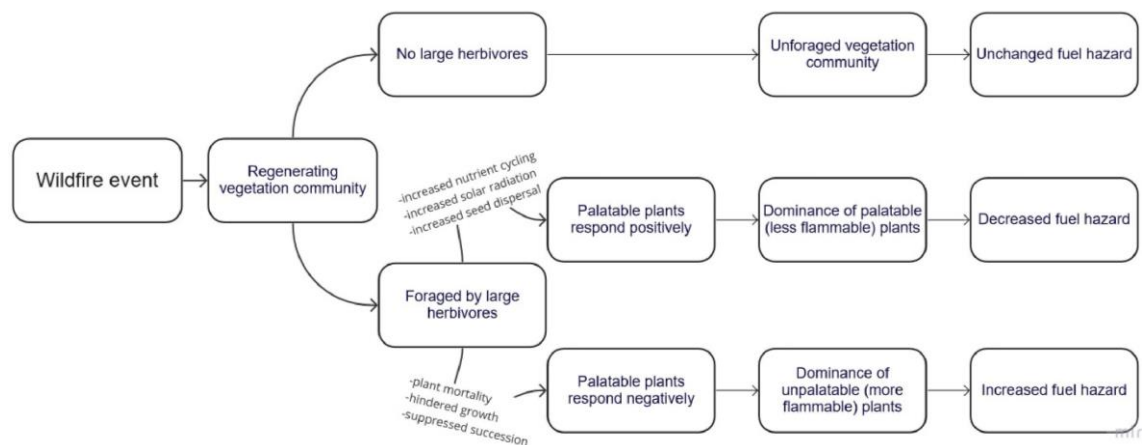 No large herbivores
Unforaged vegetation
community
Unchanged fuel hazard
Wildfire event
Regenerating
vegetation community
-increased nutrient cycling
-increased solar radiation
-increased seed dispersal
Palatable plants
respond positively
Dominance of palatable
(less flammable) plants
Decreased fuel hazard
Foraged by large
herbivores
-plant mortality
-hindered growth
-suppressed succession
Palatable plants
respond negatively
Dominance of
unpalatable (more
flammable) plants
Increased fuel hazard